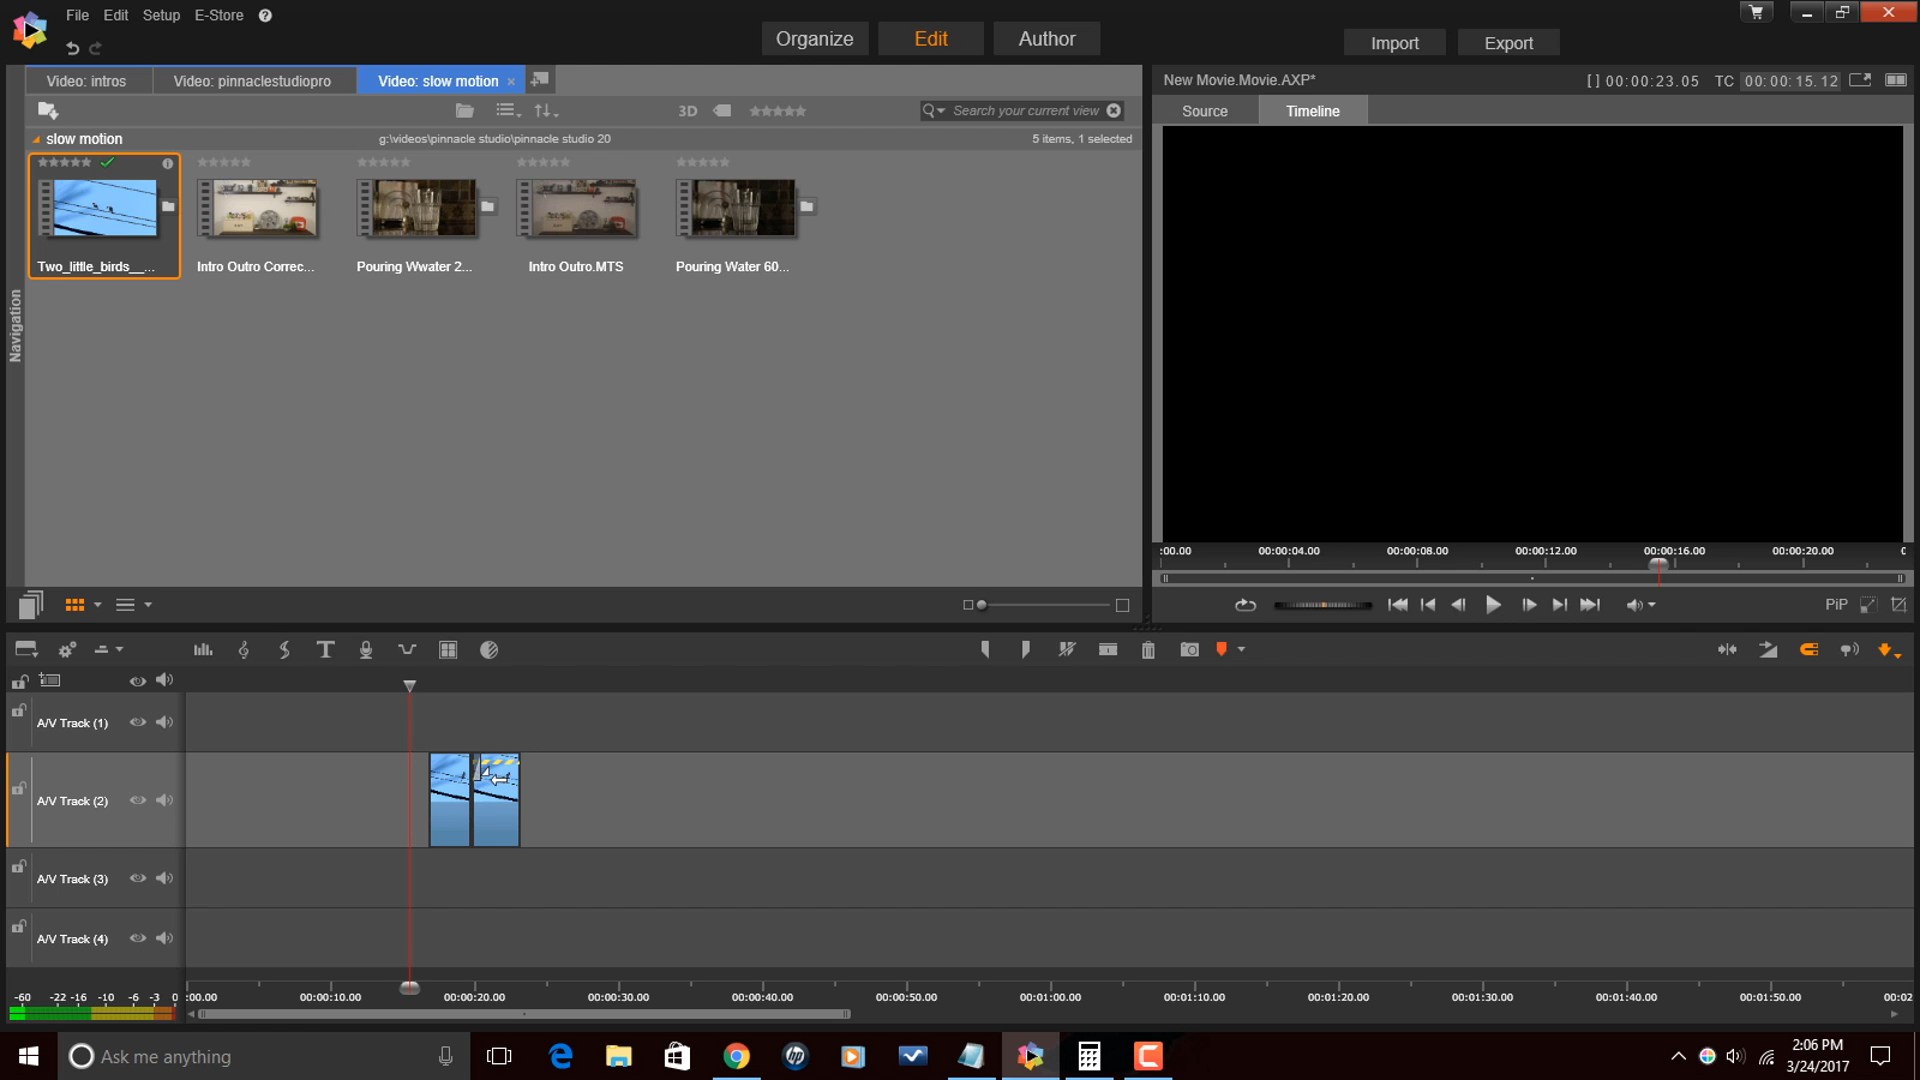 File Edit Setup E-Store ?
Organize Edit Author
Import Export
Video: intros Video: pinnaclestudiopro Video: slow motion ×
New Movie.Movie.AXP* [] 00:00:23.05 TC 00:00:15.12
3D Search your current view
Source Timeline
slow motion g:\videos\pinnacle studio\pinnacle studio 20 5 items, 1 selected
Two_little_birds__... Intro Outro Correc... Pouring Wwater 2... Intro Outro.MTS Pouring Water 60...
Navigation
:00.00 00:00:04.00 00:00:08.00 00:00:12.00 00:00:16.00 00:00:20.00
PiP
A/V Track (1)
A/V Track (2)
A/V Track (3)
A/V Track (4)
-60 -22 -16 -10 -6 -3 0 :00.00 00:00:10.00 00:00:20.00 00:00:30.00 00:00:40.00 00:00:50.00 00:01:00.00 00:01:10.00 00:01:20.00 00:01:30.00 00:01:40.00 00:01:50.00 00:02
Ask me anything
hp
2:06 PM
3/24/2017